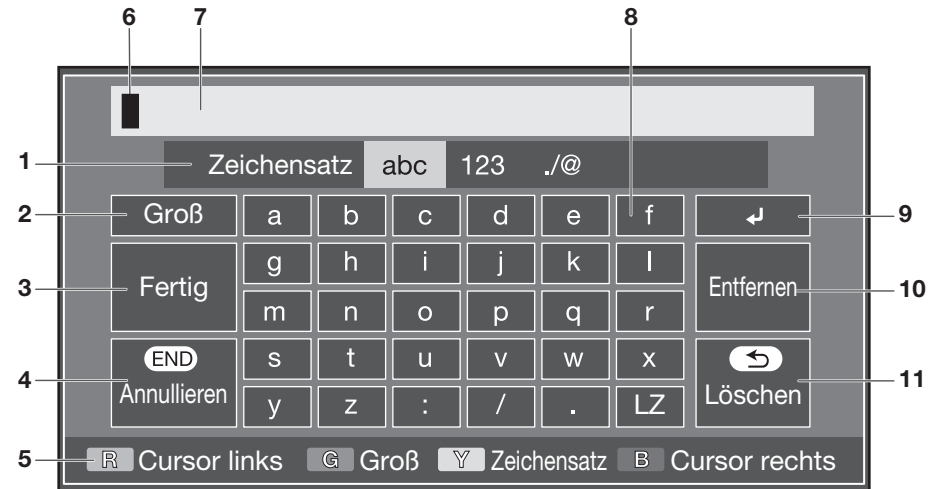 6 7 8
1 Zeichensatz abc 123 ./@
2 Groß a b c d e f ↲ 9
g h i j k l
3 Fertig Entfernen 10
m n o p q r
END s t u v w x
4 Annullieren Löschen 11
y z : / . LZ
5 R Cursor links G Groß Y Zeichensatz B Cursor rechts